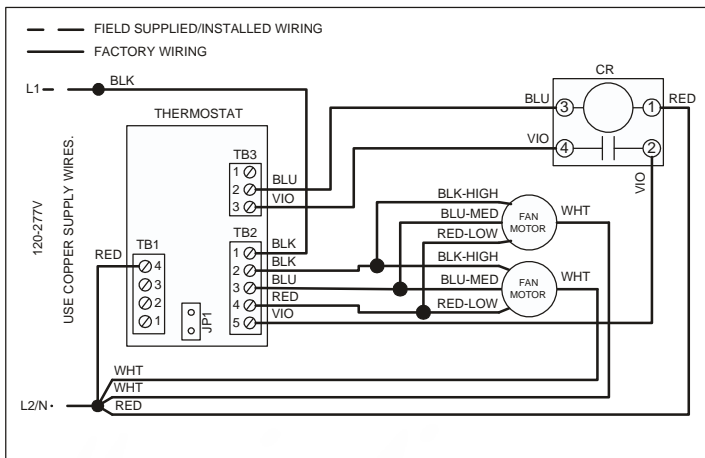 FIELD SUPPLIED/INSTALLED WIRING
FACTORY WIRING
L1
BLK
CR
THERMOSTAT
BLU
3
1
RED
VIO
4
2
VIO
TB3
1
2
3
BLU
VIO
120-277V
USE COPPER SUPPLY WIRES.
BLK-HIGH
BLU-MED
RED-LOW
FAN
MOTOR
WHT
TB2
1
2
3
4
5
BLK
BLK
BLU
RED
VIO
BLK-HIGH
BLU-MED
RED-LOW
FAN
MOTOR
WHT
RED
TB1
4
3
2
1
JP1
WHT
WHT
RED
L2/N